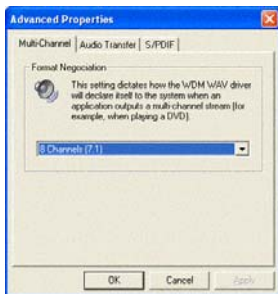 Advanced Properties
Multi-Channel
Audio Transfer
S/PDIF
Format Negociation
This setting dictates how the WDM WAV driver
will declare itself to the system when an
application outputs a multi-channel stream (for
example, when playing a DVD).
8 Channels (7.1)
OK
Cancel
Apply